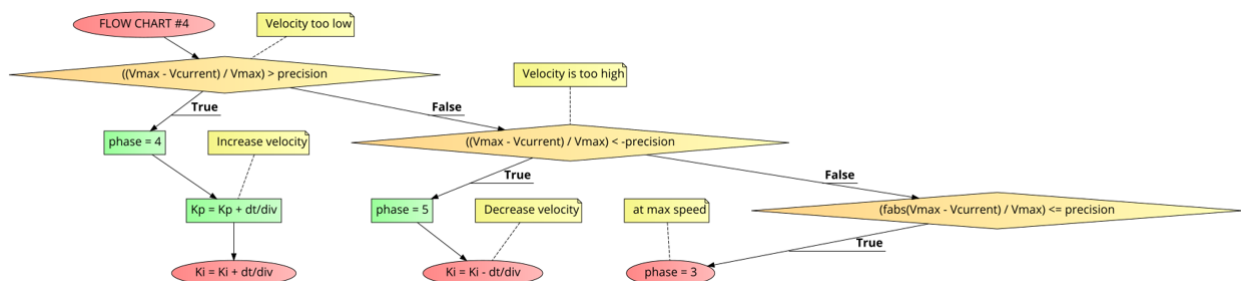 FLOW CHART #4
Velocity too low
((Vmax - Vcurrent) / Vmax) > precision
Velocity is too high
True
False
phase = 4
Increase velocity
((Vmax - Vcurrent) / Vmax) < -precision
True
False
Kp = Kp + dt/div
phase = 5
Decrease velocity
at max speed
(fabs(Vmax - Vcurrent) / Vmax) <= precision
True
Ki = Ki + dt/div
Ki = Ki - dt/div
phase = 3